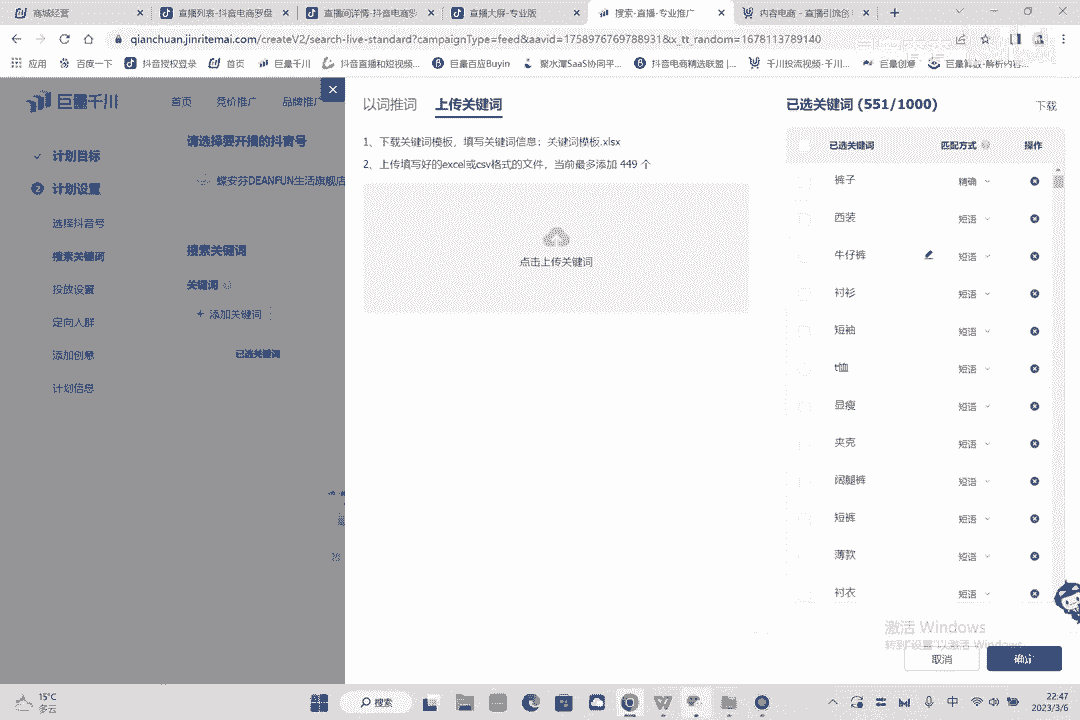 商城经营
直播列表-抖音电商罗盘
直播间详情-抖音电商罗
直播大屏-专业版
搜索-直播-专业推广
内容电商 - 直播引流创
qianchuan.jinritemai.com/createV2/search-live-standard?campaignType=feed&aavid=1758976769788931&x_tt_random=1678113789140
应用
百度一下
抖音授权登录
首页
巨量千川
抖音直播和短视频...
巨量百应Buyin
聚水潭SaaS协同平...
抖音电商精选联盟 |...
千川投流视频-千川...
巨量创意
巨量算数-解析内容...
巨量千川
首页
竞价推广
品牌推广
计划目标
2 计划设置
选择抖音号
搜索关键词
投放设置
定向人群
添加创意
计划信息
请选择要开播的抖音号
蝶安芬DEANFUN生活旗舰店
搜索关键词
关键词
+ 添加关键词
已选关键词
以词推词
上传关键词
1、下载关键词模板，填写关键词信息：关键词模板.xlsx
2、上传填写好的excel或csv格式的文件，当前最多添加 449 个
点击上传关键词
已选关键词 (551/1000)
下载
已选关键词 匹配方式 操作
裤子 精确
西装 短语
牛仔裤 短语
衬衫 短语
短袖 短语
t恤 短语
显瘦 短语
夹克 短语
阔腿裤 短语
短裤 短语
薄款 短语
衬衣 短语
激活 Windows
转到"设置"以激活 Windows。
取消
确定
15°C
多云
搜索
中
22:47
2023/3/6